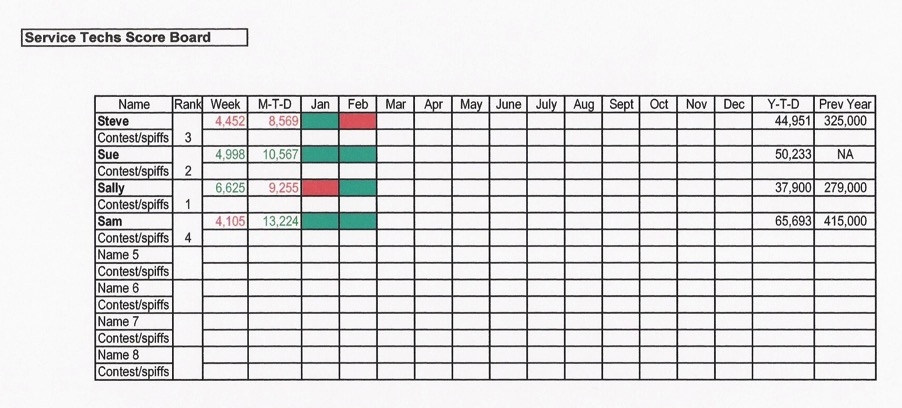 Service Techs Score Board
Name Rank Week M-T-D Jan Feb Mar Apr May June July Aug Sept Oct Nov Dec Y-T-D Prev Year
Steve 4,452 8,569 44,951 325,000
Contest/spiffs 3
Sue 4,998 10,567 50,233 NA
Contest/spiffs 2
Sally 6,625 9,255 37,900 279,000
Contest/spiffs 1
Sam 4,105 13,224 65,693 415,000
Contest/spiffs 4
Name 5
Contest/spiffs
Name 6
Contest/spiffs
Name 7
Contest/spiffs
Name 8
Contest/spiffs